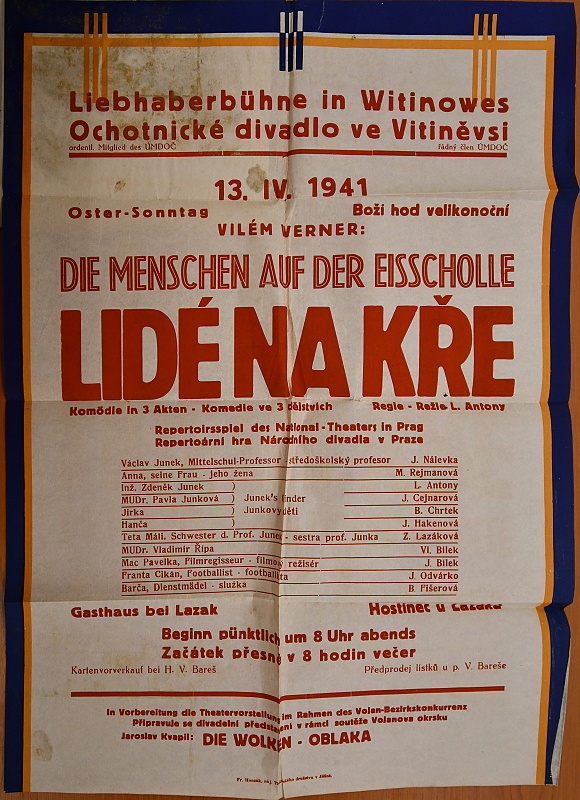 Liebhaberbühne in Witinowes
Ochotnické divadlo ve Vitiněvsi
ordentl. Mitglied des ÚMDOČ řádný člen ÚMDOČ
13. IV. 1941
Oster-Sonntag Boží hod velikonoční
VILÉM VERNER:
DIE MENSCHEN AUF DER EISSCHOLLE
LIDÉ NA KŘE
Komödie in 3 Akten - Komedie ve 3 dějstvích Regie - Režie L. Antony
Repertoirsspiel des National-Theaters in Prag
Repertoární hra Národního divadla v Praze
Václav Junek, Mittelschul-Professor - středoškolský profesor J. Nálevka
Anna, seine Frau - jeho žena M. Rejmanová
Inž. Zdeněk Junek ) L. Antony
MUDr. Pavla Junková ) Junek's Kinder J. Cejnarová
Jirka ) Junkovy děti B. Chrtek
Hanča ) J. Hakenová
Teta Máli, Schwester d. Prof. Junek - sestra prof. Junka Z. Lazáková
MUDr. Vladimír Řípa Vl. Bílek
Mac Pavelka, Filmregisseur - filmový režisér J. Bílek
Franta Cikán, Footballist - footballista J. Odvárko
Barča, Dienstmädel - služka B. Fišerová
Gasthaus bei Lazak Hostinec u Lazáka
Beginn pünktlich um 8 Uhr abends
Začátek přesně v 8 hodin večer
Kartenvorverkauf bei H. V. Bareš Předprodej lístků u p. V. Bareše
In Vorbereitung die Theatervorstellung im Rahmen des Vojan-Bezirkskonkurrenz
Připravuje se divadelní představení v rámci soutěže Vojanova okrsku
Jaroslav Kvapil: DIE WOLKEN - OBLAKA
v Jičíně.